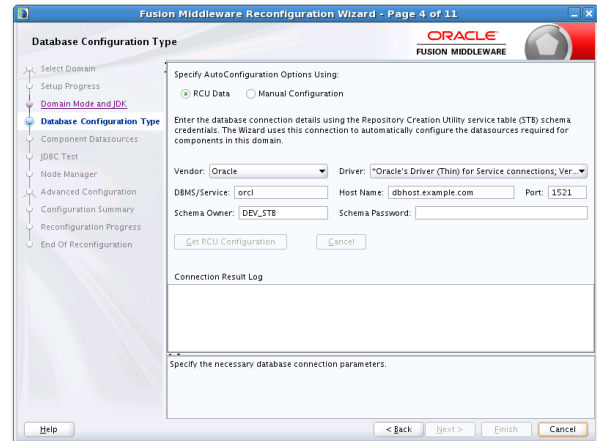 Fusion Middleware Reconfiguration Wizard - Page 4 of 11
Database Configuration Type
ORACLE
FUSION MIDDLEWARE
Select Domain
Setup Progress
Domain Mode and JDK
Database Configuration Type
Component Datasources
JDBC Test
Node Manager
Advanced Configuration
Configuration Summary
Reconfiguration Progress
End Of Reconfiguration
Specify AutoConfiguration Options Using:
RCU Data Manual Configuration
Enter the database connection details using the Repository Creation Utility service table (STB) schema
credentials. The Wizard uses this connection to automatically configure the datasources required for
components in this domain.
Vendor: Oracle Driver: *Oracle's Driver (Thin) for Service connections; Ver...
DBMS/Service: orcl Host Name: dbhost.example.com Port: 1521
Schema Owner: DEV_STB Schema Password:
Get RCU Configuration Cancel
Connection Result Log
Specify the necessary database connection parameters.
Help < Back Next > Finish Cancel